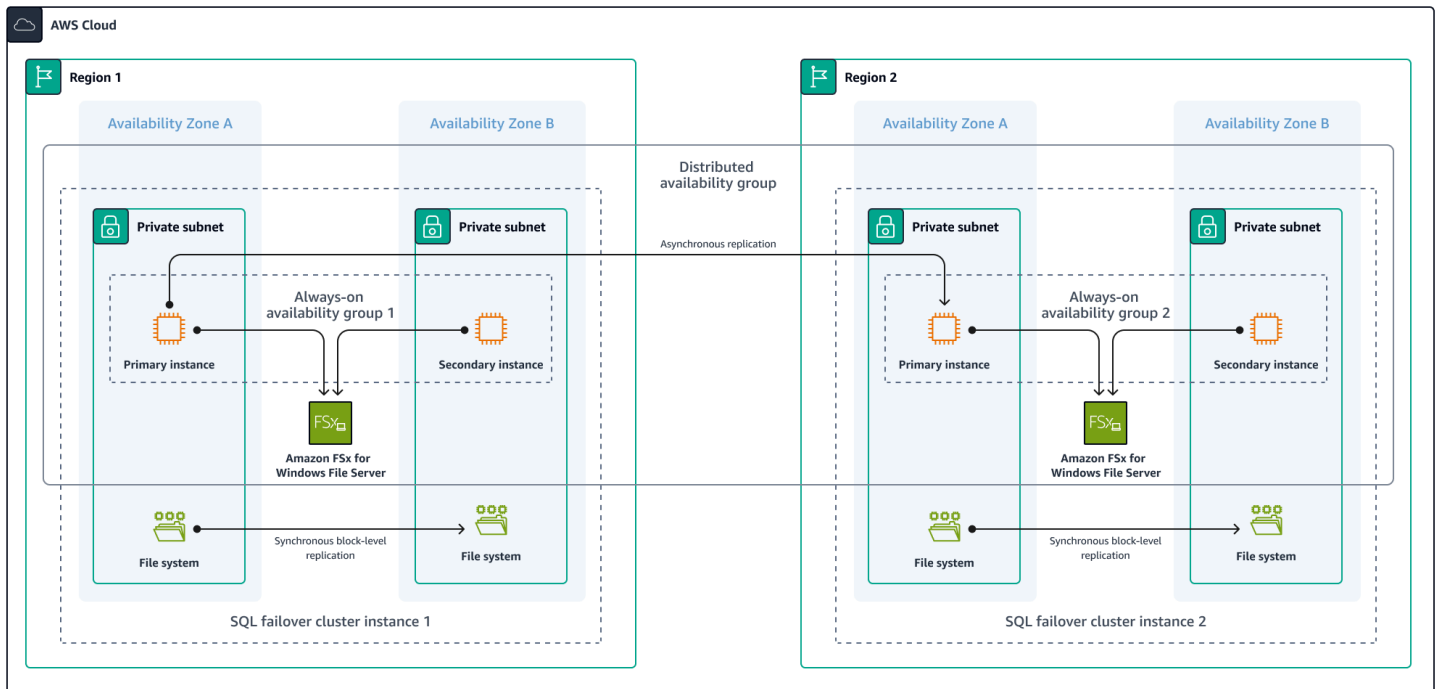 AWS Cloud
Region 1
Availability Zone A
Availability Zone B
Region 2
Availability Zone A
Availability Zone B
Distributed
availability group
Private subnet
Private subnet
Private subnet
Private subnet
Asynchronous replication
Always-on
availability group 1
Primary instance
Secondary instance
FSx
Amazon FSx for
Windows File Server
Always-on
availability group 2
Primary instance
Secondary instance
FSx
Amazon FSx for
Windows File Server
File system
Synchronous block-level
replication
File system
File system
Synchronous block-level
replication
File system
SQL failover cluster instance 1
SQL failover cluster instance 2